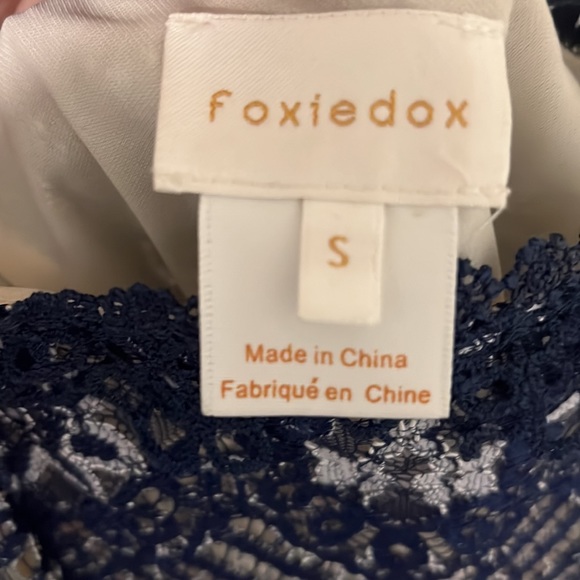 foxiedox
S
Made in China
Fabriqué en Chine